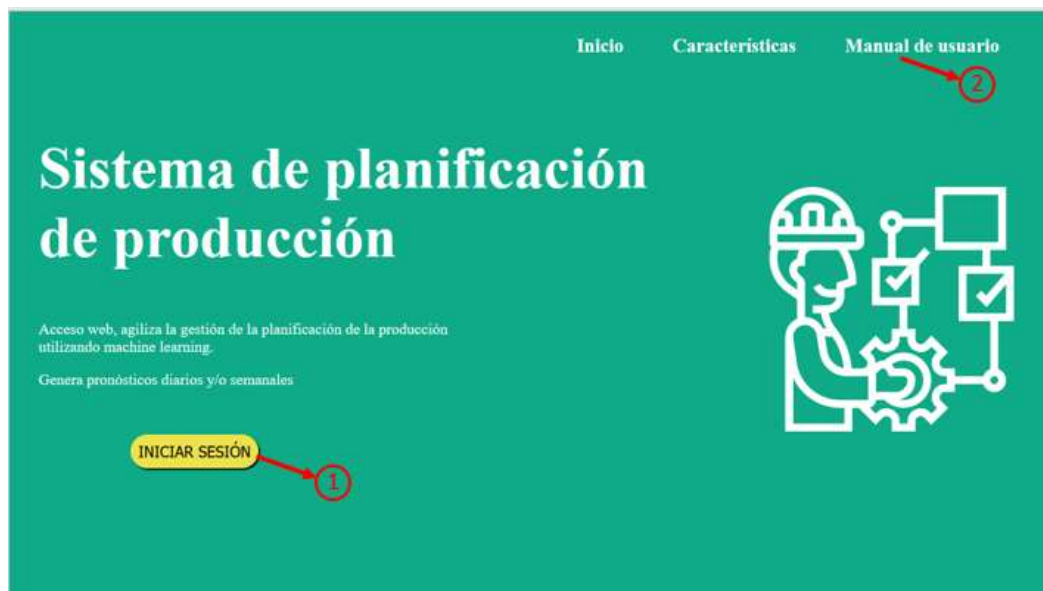 Inicio Características Manual de usuario
2
Sistema de planificación
de producción
Acceso web, agiliza la gestión de la planificación de la producción
utilizando machine learning.
Genera pronósticos diarios y/o semanales
INICIAR SESIÓN
1